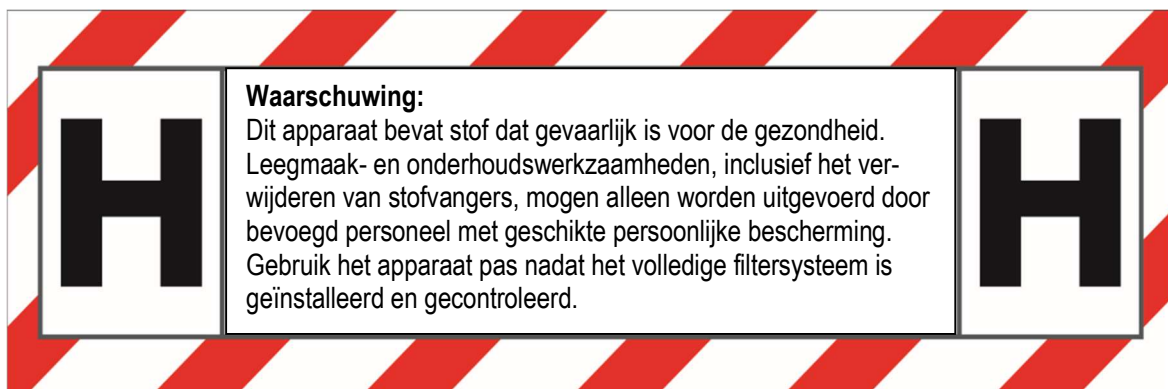 H
Waarschuwing:
Dit apparaat bevat stof dat gevaarlijk is voor de gezondheid.
Leegmaak- en onderhoudswerkzaamheden, inclusief het ver-
wijderen van stofvangers, mogen alleen worden uitgevoerd door
bevoegd personeel met geschikte persoonlijke bescherming.
Gebruik het apparaat pas nadat het volledige filtersysteem is
geïnstalleerd en gecontroleerd.
H